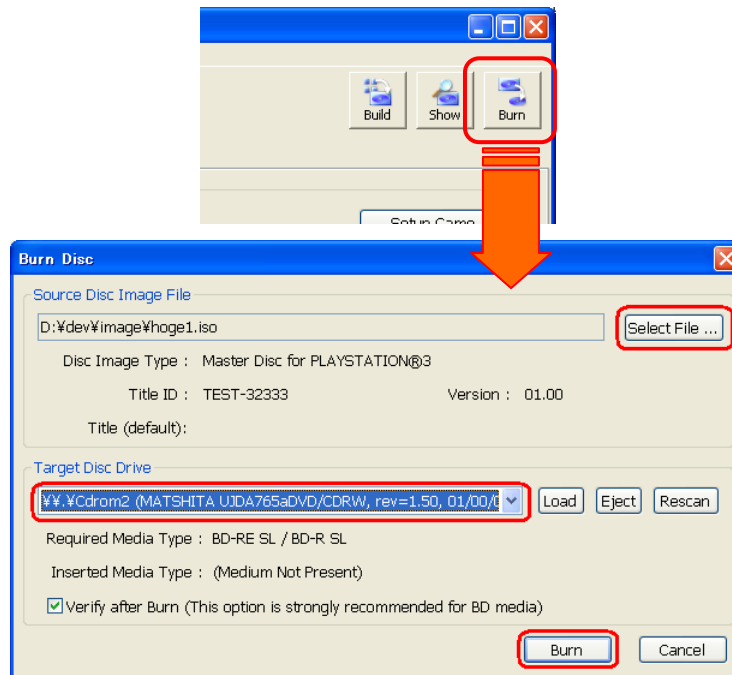 Build Show Burn
Setup Game
Burn Disc
Source Disc Image File
D:¥dev¥image¥hoge1.iso Select File ...
Disc Image Type : Master Disc for PLAYSTATION®3
Title ID : TEST-32333 Version : 01.00
Title (default):
Target Disc Drive
¥¥.¥Cdrom2 (MATSHITA UJDA765aDVD/CDRW, rev=1.50, 01/00/ Load Eject Rescan
Required Media Type : BD-RE SL / BD-R SL
Inserted Media Type : (Medium Not Present)
Verify after Burn (This option is strongly recommended for BD media)
Burn Cancel